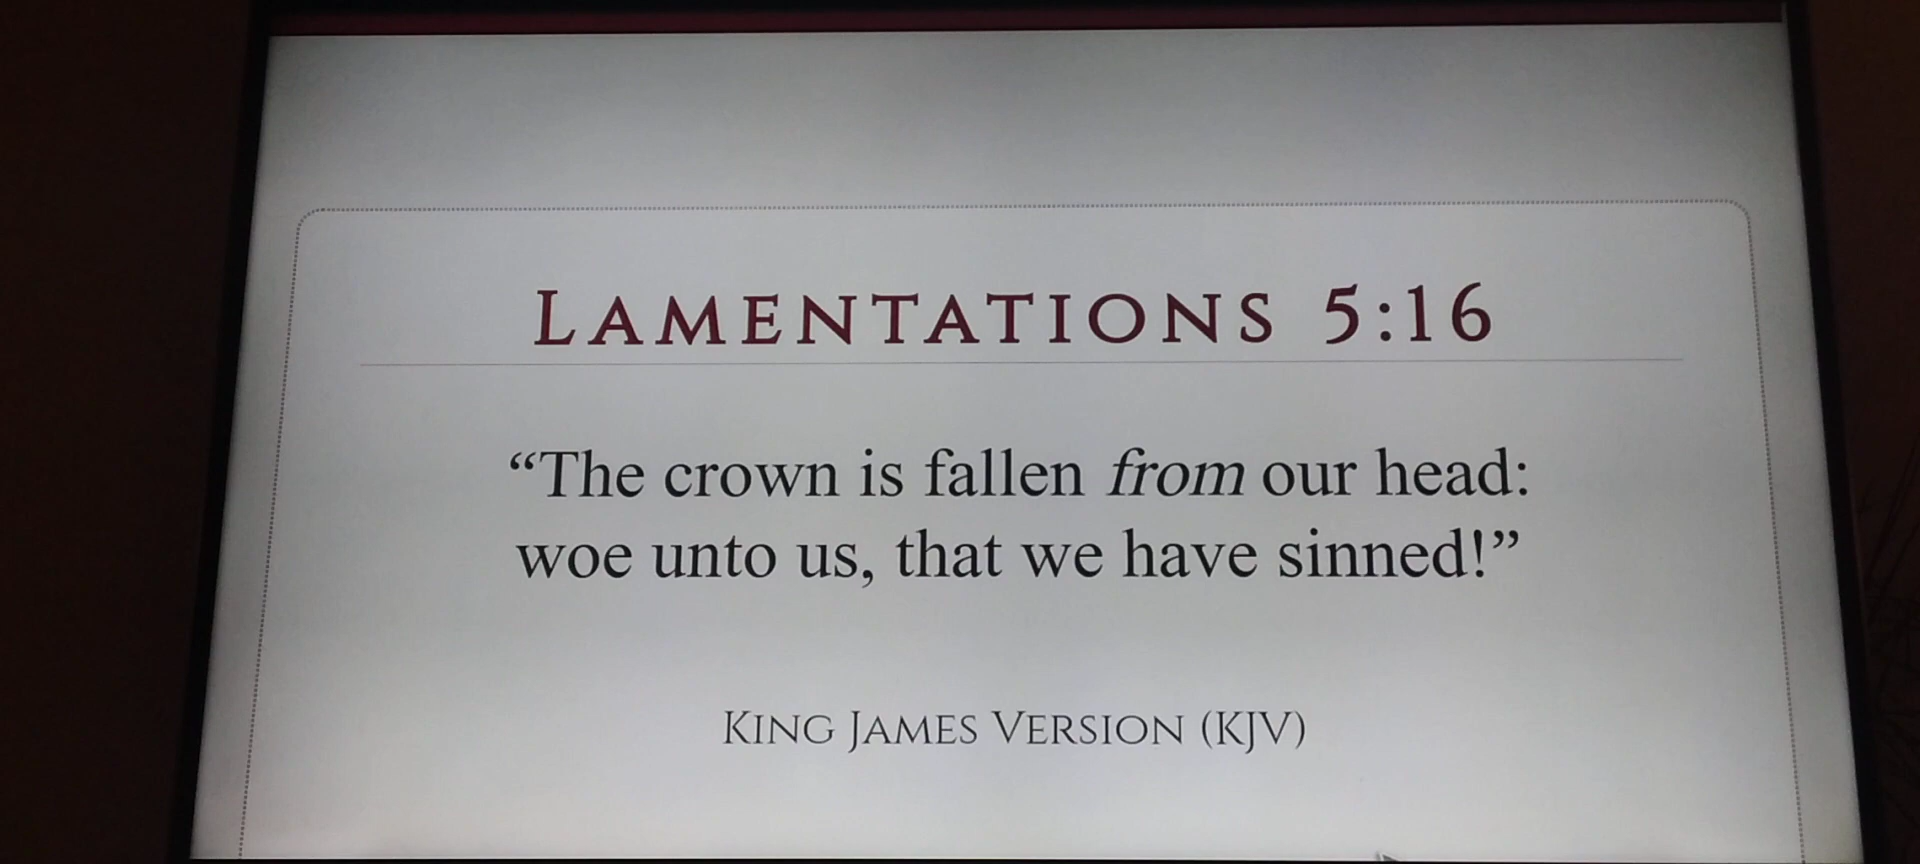 LAMENTATIONS 5:16
“The crown is fallen from our head:
woe unto us, that we have sinned!”
KING JAMES VERSION (KJV)